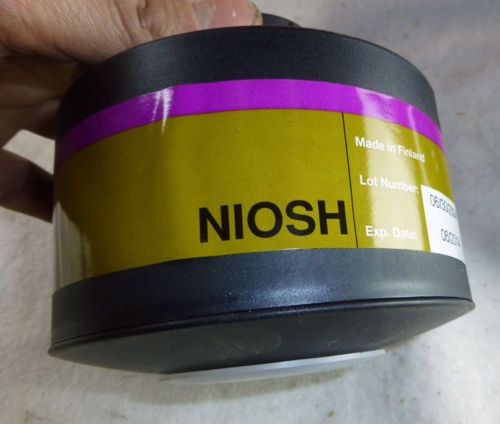 Made in Finland
Lot Number:
NIOSH
Exp. Date: